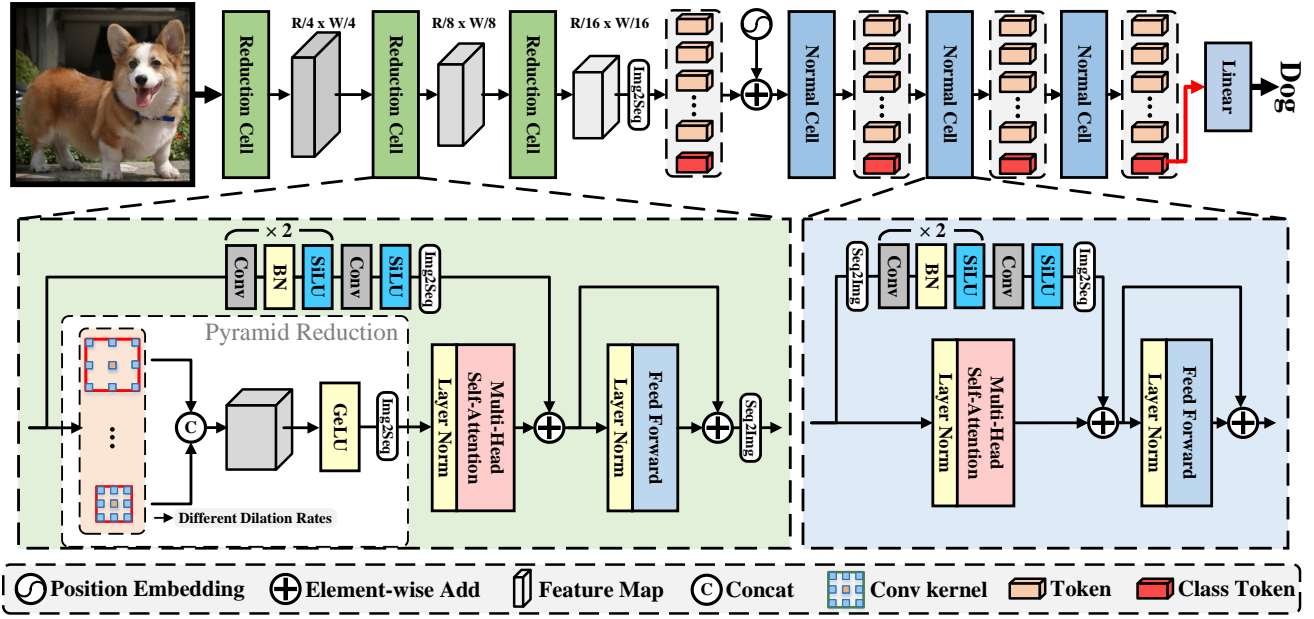 R/4 x W/4
R/8 x W/8
R/16 x W/16
Reduction Cell
Reduction Cell
Reduction Cell
Img2Seq
...
Normal Cell
...
Normal Cell
...
Normal Cell
...
Linear
Dog
× 2
Conv
BN
SiLU
Conv
SiLU
Img2Seq
Pyramid Reduction
...
C
GeLU
Img2Seq
Layer Norm
Multi-Head
Self-Attention
Layer Norm
Feed Forward
Seq2Img
Different Dilation Rates
× 2
Seq2Img
Conv
BN
SiLU
Conv
SiLU
Img2Seq
Layer Norm
Multi-Head
Self-Attention
Layer Norm
Feed Forward
Position Embedding
Element-wise Add
Feature Map
C
Concat
Conv kernel
Token
Class Token